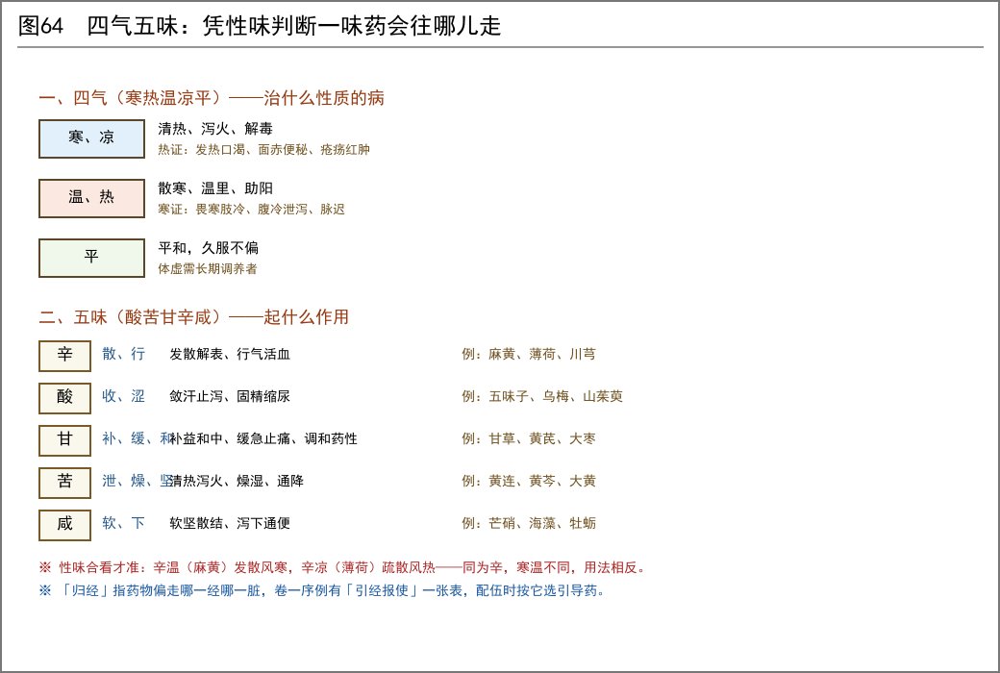 图64 四气五味：凭性味判断一味药会往哪儿走
一、四气（寒热温凉平）——治什么性质的病
寒、凉 清热、泻火、解毒
热证：发热口渴、面赤便秘、疮疡红肿
温、热 散寒、温里、助阳
寒证：畏寒肢冷、腹冷泄泻、脉迟
平 平和，久服不偏
体虚需长期调养者
二、五味（酸苦甘辛咸）——起什么作用
辛 散、行 发散解表、行气活血 例：麻黄、薄荷、川芎
酸 收、涩 敛汗止泻、固精缩尿 例：五味子、乌梅、山茱萸
甘 补、缓、和 补益和中、缓急止痛、调和药性 例：甘草、黄芪、大枣
苦 泄、燥、坚 清热泻火、燥湿、通降 例：黄连、黄芩、大黄
咸 软、下 软坚散结、泻下通便 例：芒硝、海藻、牡蛎
※ 性味合看才准：辛温（麻黄）发散风寒，辛凉（薄荷）疏散风热——同为辛，寒温不同，用法相反。
※ 「归经」指药物偏走哪一经哪一脏，卷一序例有「引经报使」一张表，配伍时按它选引导药。